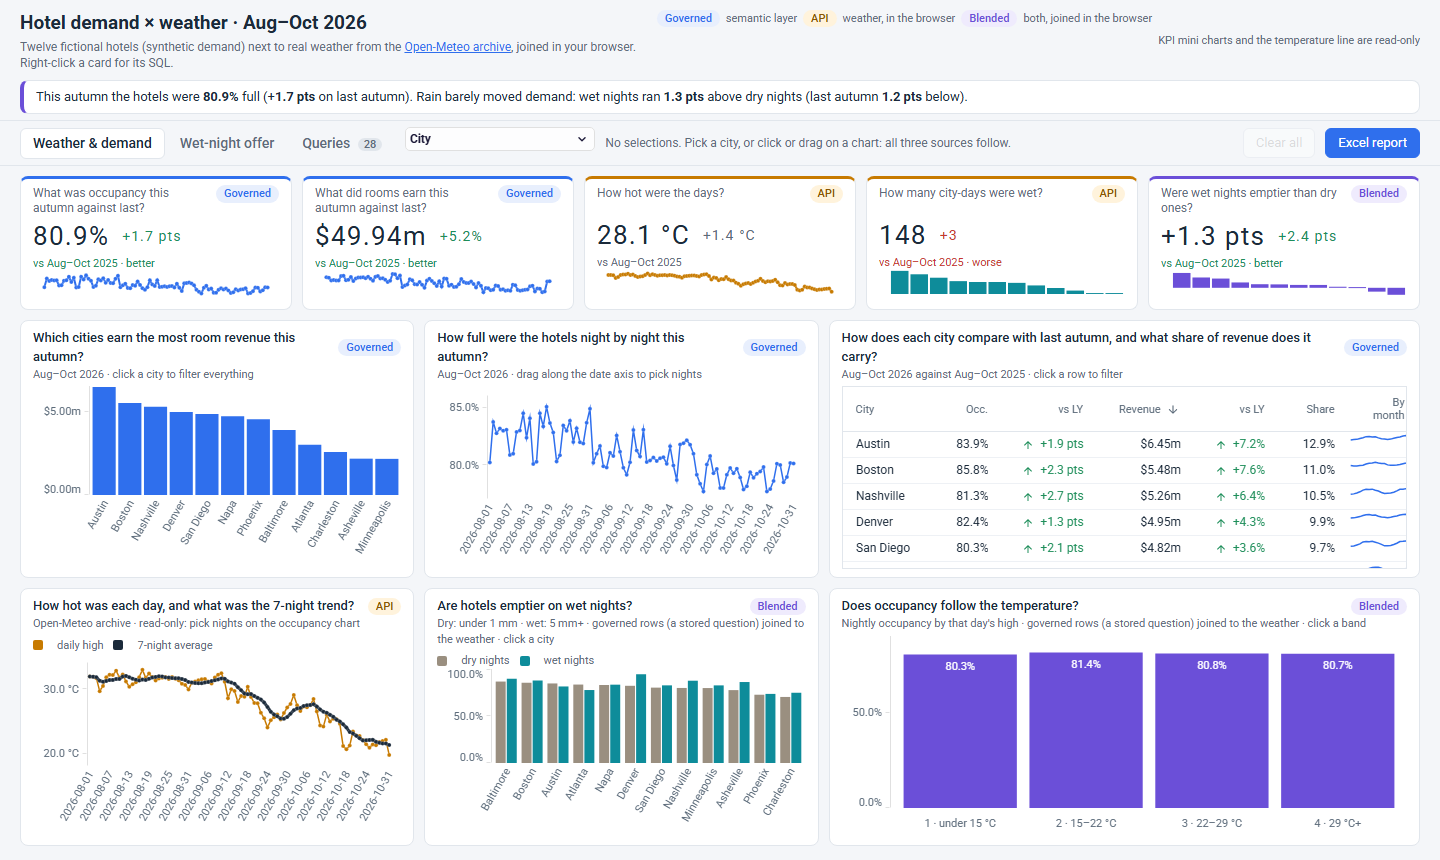 Hotel demand × weather · Aug–Oct 2026
Governed semantic layer API weather, in the browser Blended both, joined in the browser
Twelve fictional hotels (synthetic demand) next to real weather from the Open-Meteo archive, joined in your browser.
Right-click a card for its SQL.
KPI mini charts and the temperature line are read-only
This autumn the hotels were 80.9% full (+1.7 pts on last autumn). Rain barely moved demand: wet nights ran 1.3 pts above dry nights (last autumn 1.2 pts below).
Weather & demand
Wet-night offer
Queries 28
City
No selections. Pick a city, or click or drag on a chart: all three sources follow.
Clear all
Excel report
What was occupancy this
autumn against last?
Governed
80.9% +1.7 pts
vs Aug–Oct 2025 · better
What did rooms earn this
autumn against last?
Governed
$49.94m +5.2%
vs Aug–Oct 2025 · better
How hot were the days?
API
28.1 °C +1.4 °C
vs Aug–Oct 2025
How many city-days were wet?
API
148 +3
vs Aug–Oct 2025 · worse
Were wet nights emptier than dry
ones?
Blended
+1.3 pts +2.4 pts
vs Aug–Oct 2025 · better
Which cities earn the most room revenue this
autumn?
Governed
Aug–Oct 2026 · click a city to filter everything
$5.00m
$0.00m
Austin
Boston
Nashville
Denver
San Diego
Napa
Phoenix
Baltimore
Atlanta
Charleston
Asheville
Minneapolis
How full were the hotels night by night this
autumn?
Governed
Aug–Oct 2026 · drag along the date axis to pick nights
85.0%
80.0%
2026-08-01
2026-08-07
2026-08-13
2026-08-19
2026-08-25
2026-08-31
2026-09-06
2026-09-12
2026-09-18
2026-09-24
2026-09-30
2026-10-06
2026-10-12
2026-10-18
2026-10-24
2026-10-31
How does each city compare with last autumn, and what share of revenue does it
carry?
Governed
Aug–Oct 2026 against Aug–Oct 2025 · click a row to filter
City Occ. vs LY Revenue ↓ vs LY Share By
month
Austin 83.9% ↑ +1.9 pts $6.45m ↑ +7.2% 12.9%
Boston 85.8% ↑ +2.3 pts $5.48m ↑ +7.6% 11.0%
Nashville 81.3% ↑ +2.7 pts $5.26m ↑ +6.4% 10.5%
Denver 82.4% ↑ +1.3 pts $4.95m ↑ +4.3% 9.9%
San Diego 80.3% ↑ +2.1 pts $4.82m ↑ +3.6% 9.7%
How hot was each day, and what was the 7-night trend?
API
Open-Meteo archive · read-only: pick nights on the occupancy chart
daily high 7-night average
30.0 °C
20.0 °C
2026-08-01
2026-08-07
2026-08-13
2026-08-19
2026-08-25
2026-08-31
2026-09-06
2026-09-12
2026-09-18
2026-09-24
2026-09-30
2026-10-06
2026-10-12
2026-10-18
2026-10-24
2026-10-31
Are hotels emptier on wet nights?
Blended
Dry: under 1 mm · wet: 5 mm+ · governed rows (a stored question) joined to
the weather · click a city
dry nights wet nights
100.0%
50.0%
0.0%
Baltimore
Boston
Austin
Atlanta
Napa
Denver
San Diego
Nashville
Minneapolis
Asheville
Phoenix
Charleston
Does occupancy follow the temperature?
Blended
Nightly occupancy by that day's high · governed rows (a stored question) joined to the weather · click a band
50.0%
0.0%
80.3%
81.4%
80.8%
80.7%
1 · under 15 °C
2 · 15–22 °C
3 · 22–29 °C
4 · 29 °C+